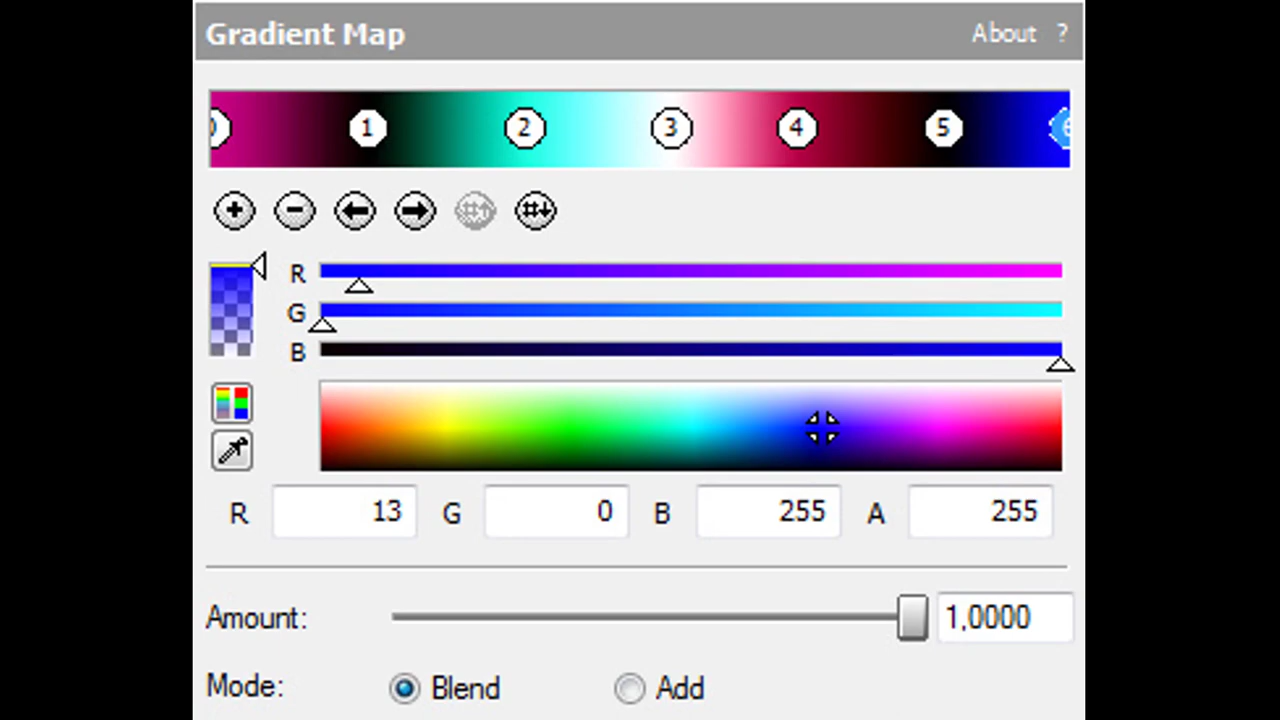 Gradient Map About ?
1 2 3 4 5
R
G
B
R 13 G 0 B 255 A 255
Amount: 1,0000
Mode: Blend Add